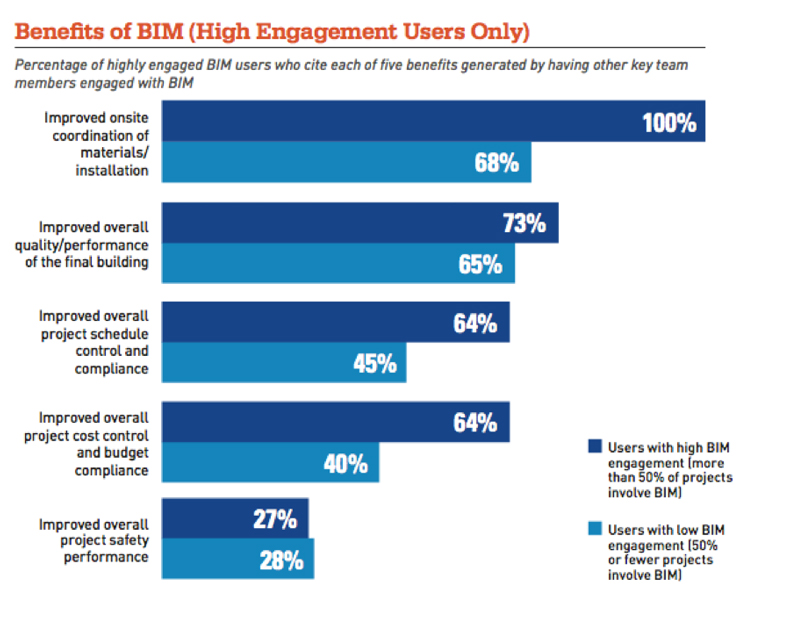 Benefits of BIM (High Engagement Users Only)
Percentage of highly engaged BIM users who cite each of five benefits generated by having other key team
members engaged with BIM
Improved onsite
coordination of
materials/
installation
100%
68%
Improved overall
quality/performance
of the final building
73%
65%
Improved overall
project schedule
control and
compliance
64%
45%
Improved overall
project cost control
and budget
compliance
64%
40%
Improved overall
project safety
performance
27%
28%
Users with high BIM
engagement (more
than 50% of projects
involve BIM)
Users with low BIM
engagement (50%
or fewer projects
involve BIM)